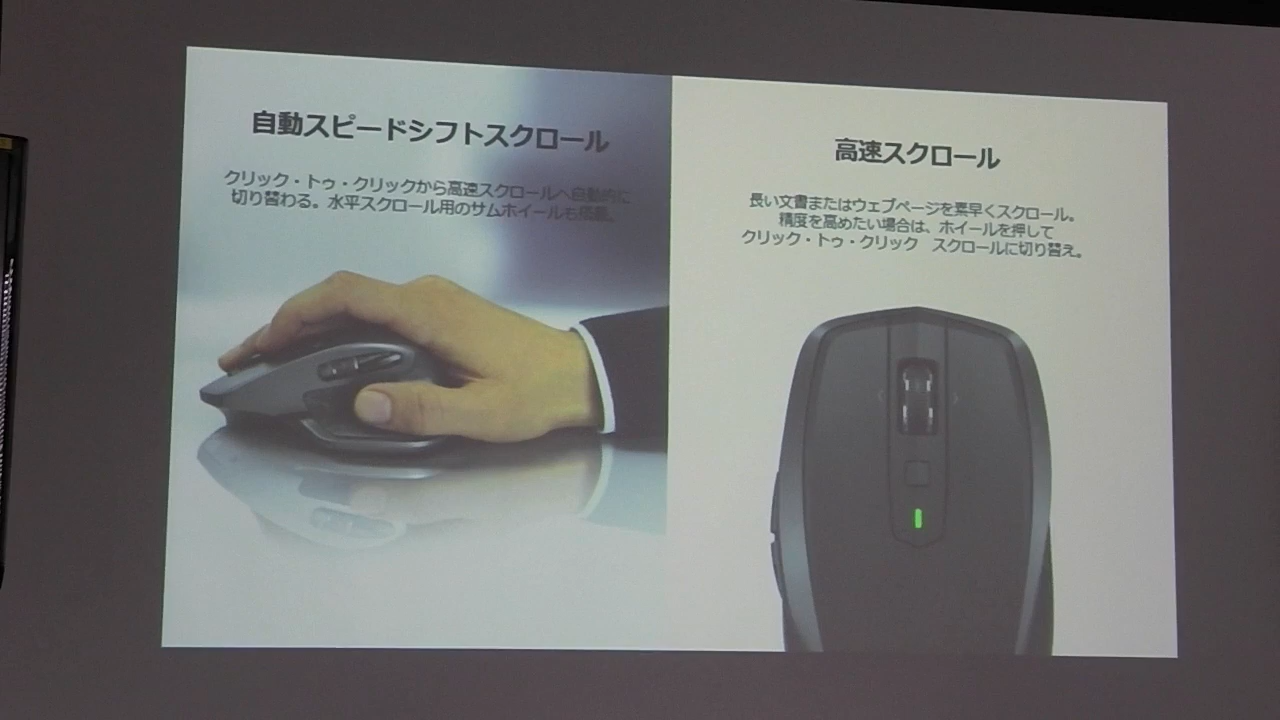 自動スピードシフトスクロール
クリック・トゥ・クリックから高速スクロールへ自動的に
切り替わる。水平スクロール用のサムホイールも搭載。
高速スクロール
長い文書またはウェブページを素早くスクロール。
精度を高めたい場合は、ホイールを押して
クリック・トゥ・クリック　スクロールに切り替え。